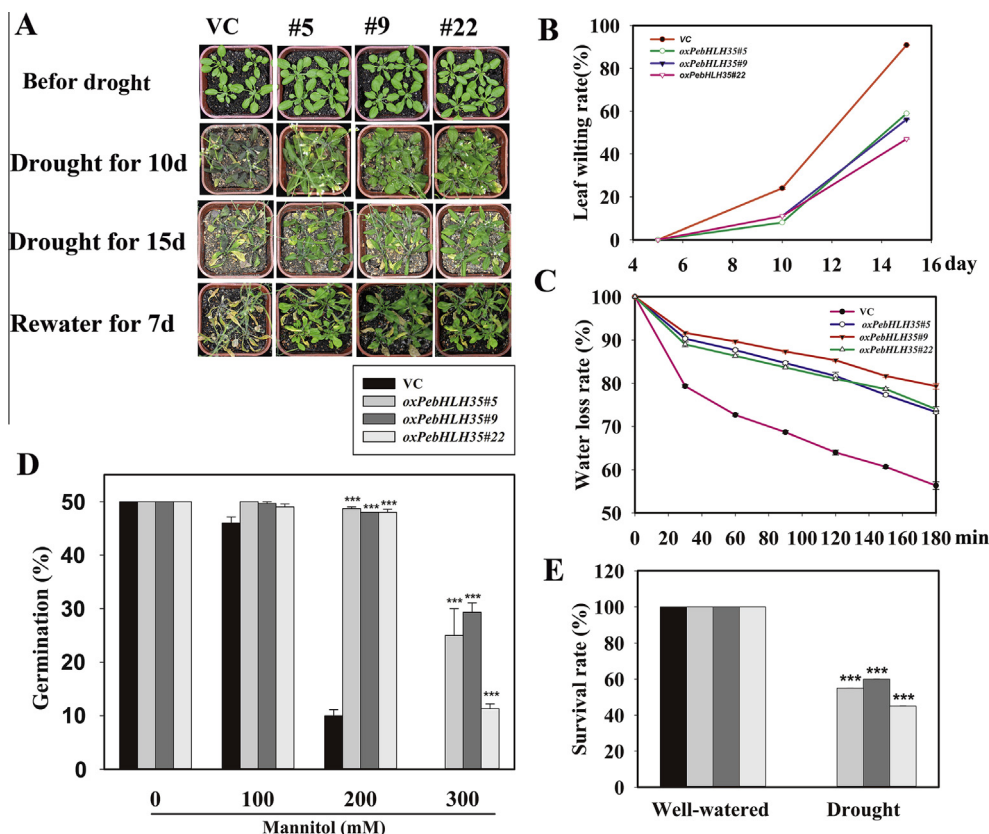 A
VC #5 #9 #22
Befor droght
Drought for 10d
Drought for 15d
Rewater for 7d
B
VC
oxPebHLH35#5
oxPebHLH35#9
oxPebHLH35#22
Leaf wilting rate(%)
100
80
60
40
20
0
4 6 8 10 12 14 16 day
C
VC
oxPebHLH35#5
oxPebHLH35#9
oxPebHLH35#22
Water loss rate (%)
100
90
80
70
60
50
0 20 40 60 80 100 120 140 160 180 min
VC
oxPebHLH35#5
oxPebHLH35#9
oxPebHLH35#22
D
Germination (%)
50
40
30
20
10
0
*** *** ***
*** *** ***
0 100 200 300
Mannitol (mM)
E
Survival rate (%)
120
100
80
60
40
20
0
*** *** ***
Well-watered Drought